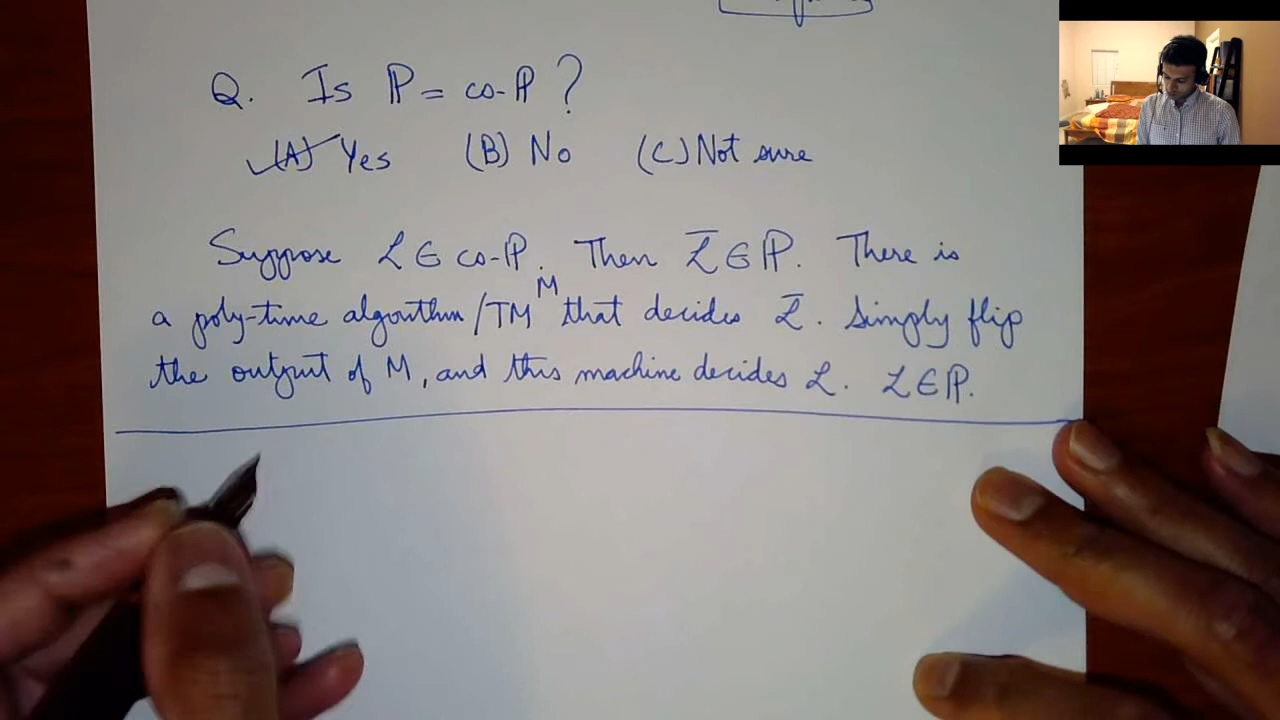 Q. Is ℙ = co-ℙ ?
(A) Yes (B) No (C) Not sure
Suppose L ∈ co-ℙ. Then L̅ ∈ ℙ. There is
a poly-time algorithm/TM M that decides L̅. Simply flip
the output of M, and this machine decides L. L ∈ ℙ.